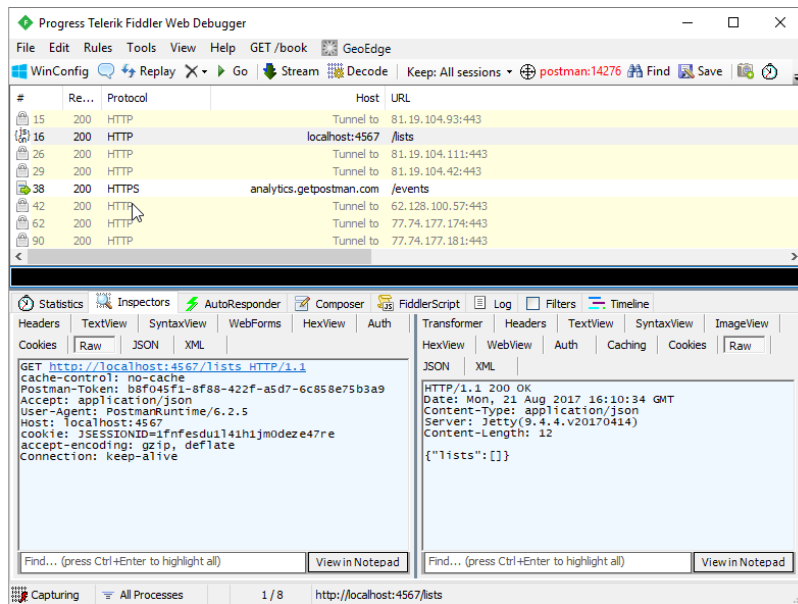 Progress Telerik Fiddler Web Debugger
File Edit Rules Tools View Help GET /book GeoEdge
WinConfig Replay Go Stream Decode Keep: All sessions postman:14276 Find Save
# Re... Protocol Host URL
15 200 HTTP Tunnel to 81.19.104.93:443
16 200 HTTP localhost:4567 /lists
26 200 HTTP Tunnel to 81.19.104.111:443
29 200 HTTP Tunnel to 81.19.104.42:443
38 200 HTTPS analytics.getpostman.com /events
42 200 HTTP Tunnel to 62.128.100.57:443
62 200 HTTP Tunnel to 77.74.177.174:443
90 200 HTTP Tunnel to 77.74.177.181:443
Statistics Inspectors AutoResponder Composer FiddlerScript Log Filters Timeline
Headers TextView SyntaxView WebForms HexView Auth
Cookies Raw JSON XML
GET http://localhost:4567/lists HTTP/1.1
cache-control: no-cache
Postman-Token: b8f045f1-8f88-422f-a5d7-6c858e75b3a9
Accept: application/json
User-Agent: PostmanRuntime/6.2.5
Host: localhost:4567
cookie: JSESSIONID=1fnfesdu1l41h1jm0deze47re
accept-encoding: gzip, deflate
Connection: keep-alive
Find... (press Ctrl+Enter to highlight all) View in Notepad
Transformer Headers TextView SyntaxView ImageView
HexView WebView Auth Caching Cookies Raw
JSON XML
HTTP/1.1 200 OK
Date: Mon, 21 Aug 2017 16:10:34 GMT
Content-Type: application/json
Server: Jetty(9.4.4.v20170414)
Content-Length: 12
{"lists":[]}
Find... (press Ctrl+Enter to highlight all) View in Notepad
Capturing All Processes 1 / 8 http://localhost:4567/lists